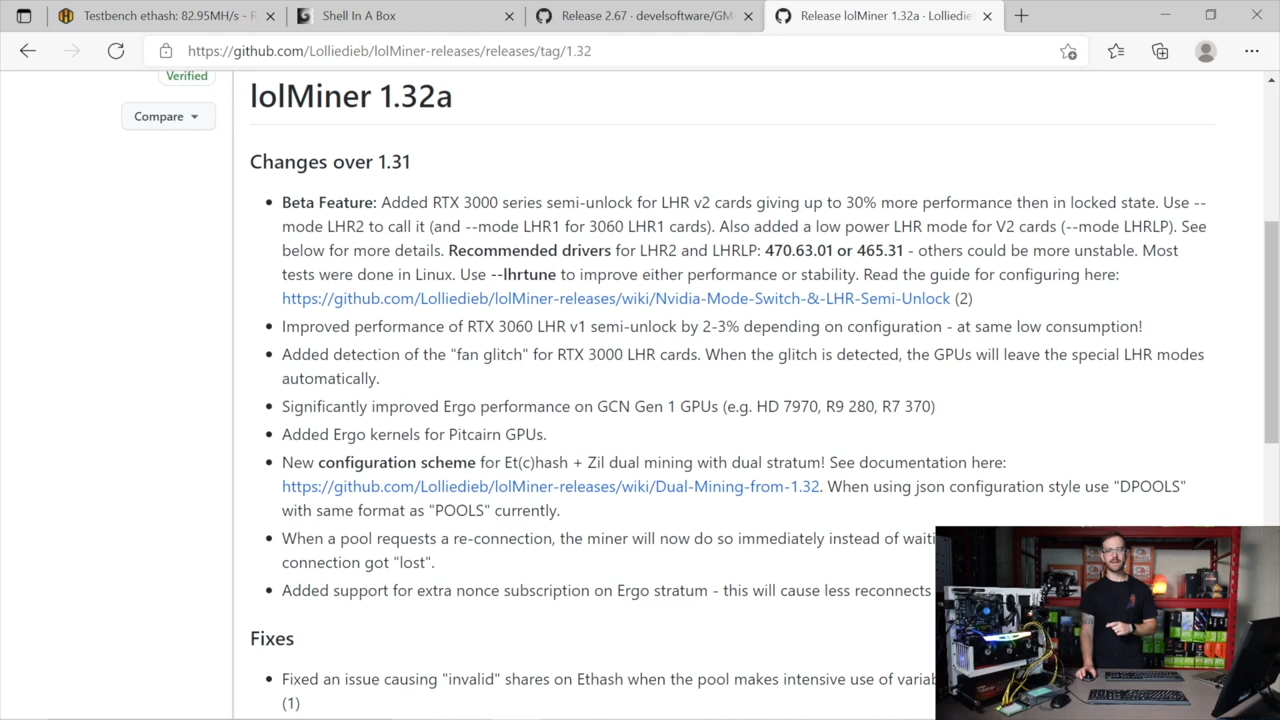 Testbench ethash: 82.95MH/s - R
Shell In A Box
Release 2.67 · develsoftware/GMi
Release lolMiner 1.32a · Lolliedieb
https://github.com/Lolliedieb/lolMiner-releases/releases/tag/1.32
Verified
Compare
lolMiner 1.32a
Changes over 1.31
Beta Feature: Added RTX 3000 series semi-unlock for LHR v2 cards giving up to 30% more performance then in locked state. Use --
mode LHR2 to call it (and --mode LHR1 for 3060 LHR1 cards). Also added a low power LHR mode for V2 cards (--mode LHRLP). See
below for more details. Recommended drivers for LHR2 and LHRLP: 470.63.01 or 465.31 - others could be more unstable. Most
tests were done in Linux. Use --lhrtune to improve either performance or stability. Read the guide for configuring here:
https://github.com/Lolliedieb/lolMiner-releases/wiki/Nvidia-Mode-Switch-&-LHR-Semi-Unlock (2)
Improved performance of RTX 3060 LHR v1 semi-unlock by 2-3% depending on configuration - at same low consumption!
Added detection of the "fan glitch" for RTX 3000 LHR cards. When the glitch is detected, the GPUs will leave the special LHR modes
automatically.
Significantly improved Ergo performance on GCN Gen 1 GPUs (e.g. HD 7970, R9 280, R7 370)
Added Ergo kernels for Pitcairn GPUs.
New configuration scheme for Et(c)hash + Zil dual mining with dual stratum! See documentation here:
https://github.com/Lolliedieb/lolMiner-releases/wiki/Dual-Mining-from-1.32. When using json configuration style use "DPOOLS"
with same format as "POOLS" currently.
When a pool requests a re-connection, the miner will now do so immediately instead of waiti
connection got "lost".
Added support for extra nonce subscription on Ergo stratum - this will cause less reconnects
Fixes
Fixed an issue causing "invalid" shares on Ethash when the pool makes intensive use of variab
(1)